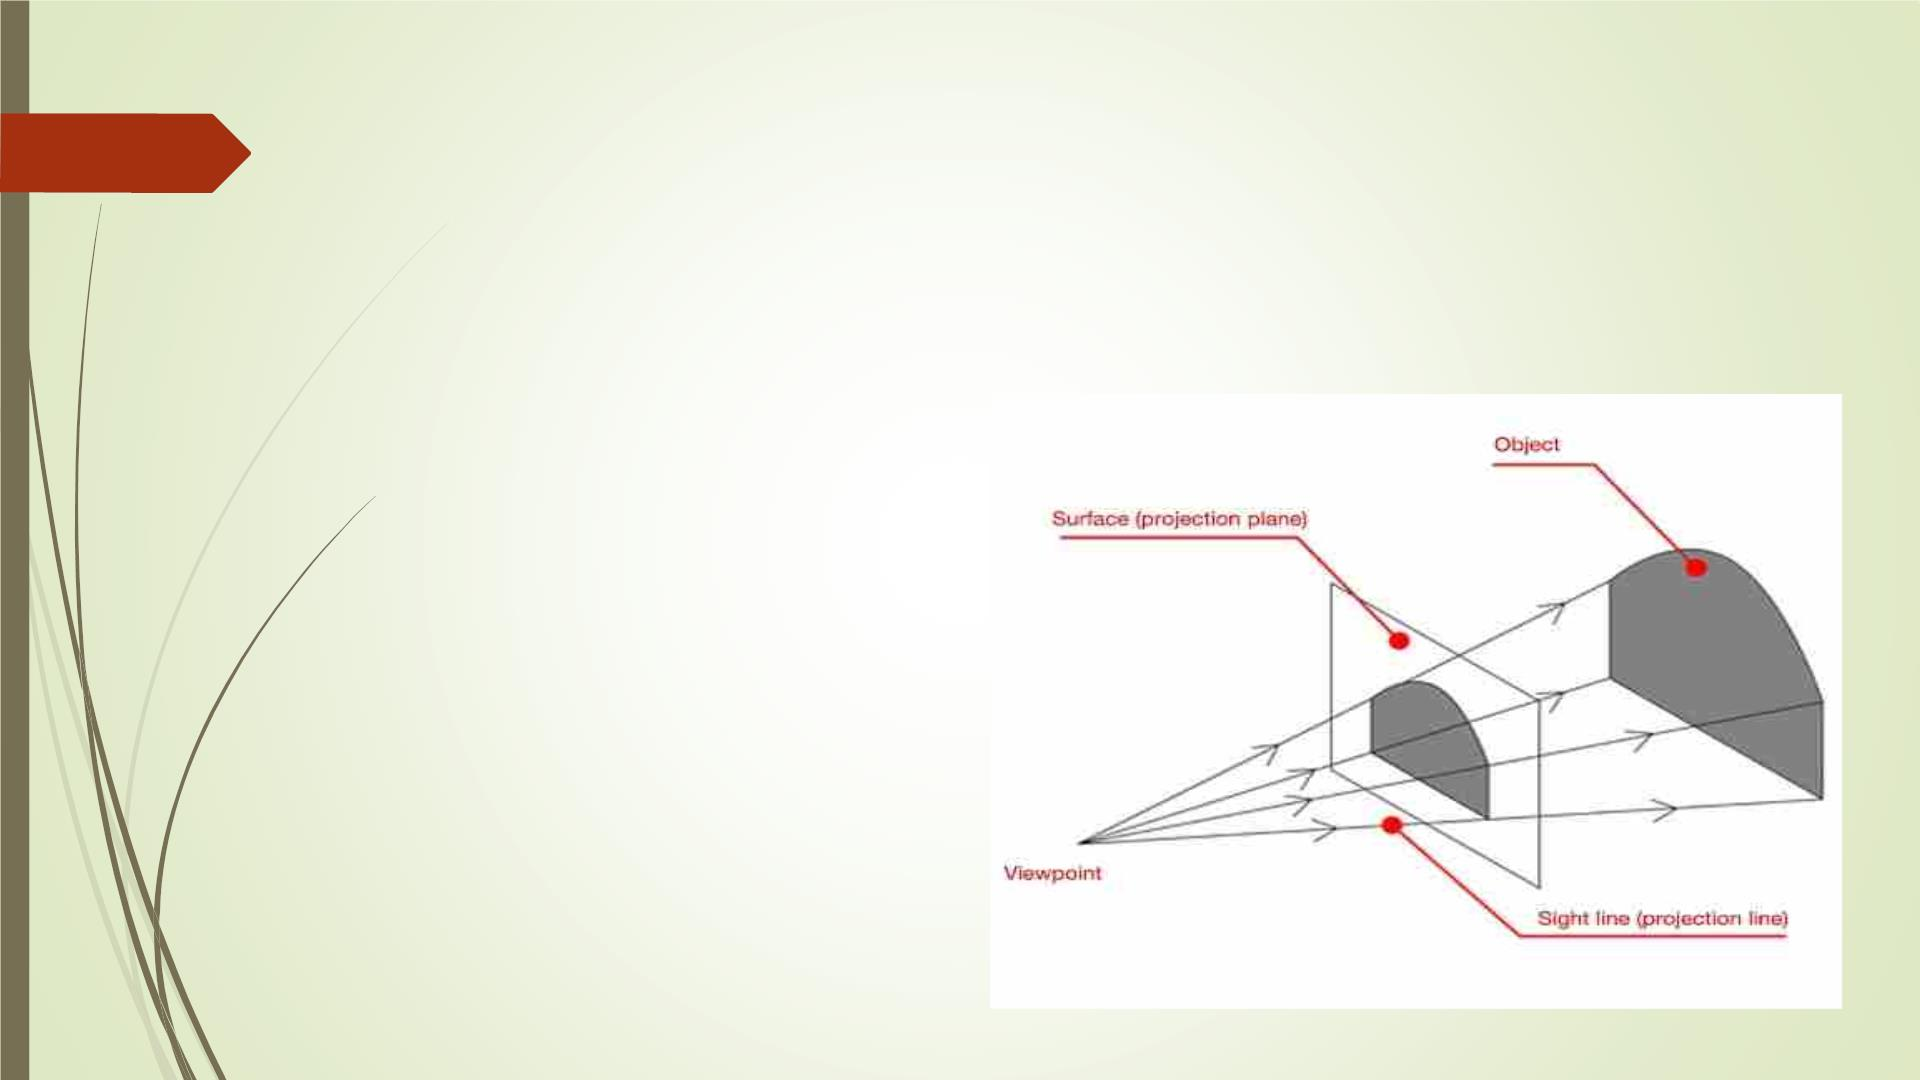 Object
Surface (projection plane)
Viewpoint
Sight line (projection line)